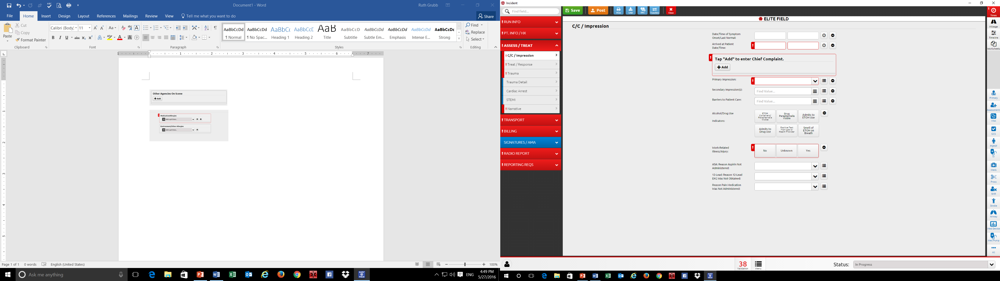 Document1 - Word
Ruth Grubb
File Home Insert Design Layout References Mailings Review View Tell me what you want to do Share
Paste
Cut
Copy
Format Painter
Clipboard
Calibri (Body) 11
Font
Paragraph
AaBbCcDd AaBbCcDd AaBbCc AaBbCcD AaB AaBbCcD AaBbCcDd AaBbCcDd AaBbCcDd AaBbCcDc
¶ Normal ¶ No Spac... Heading 1 Heading 2 Title Subtitle Subtle Em... Emphasis Intense E... Strong
Styles
Find
Replace
Select
Editing
Other Agencies On Scene
Add
MedicationAllergies
Add a grid item...
Environment/Other Allergies
Add a grid item...
Page 1 of 1 0 words English (United States)
100%
Ask me anything
ENG
4:49 PM
5/27/2016
Incident
Find field...
Save Post Print CAD EKG Transfers Close
ELITE FIELD
! RUN INFO
! PT. INFO / HX
! ASSESS / TREAT
! C/C / Impression
! Treat / Response
! Trauma
Trauma Detail
Cardiac Arrest
STEMI
! Narrative
! TRANSPORT
! BILLING
SIGNATURES / AMA
! RADIO REPORT
! REPORTING REQS
C/C / Impression
Date/Time of Symptom
Onset/Last Normal:
Arrived at Patient
Date/Time:
Tap "Add" to enter Chief Complaint.
Add
Primary Impression:
Secondary Impression(s): Find Value...
Barriers to Patient Care: Find Value...
Alcohol/Drug Use
Indicators:
ETOH Containers/ Paraphernalia Visible
Drug Paraphernalia Visible
Admits to ETOH Use
Admits to Drug Use
Positive Test from Law or Health Provider
Smell of ETOH on Breath
Work-Related
Illness/Injury:
No Unknown Yes
ASA: Reason Aspirin Not
Administered:
12-Lead: Reason 12-Lead
EKG Was Not Obtained:
Reason Pain Medication
Was Not Administered:
Times
Mileage
Timeline
Worksheets
Primary
Assessments
Vital
GCS
PQRST
IV
Meds
Procs
SMR
Stroke
Airway
Med Device
Med Pump
All
38
Validation
Menu
Status: In Progress